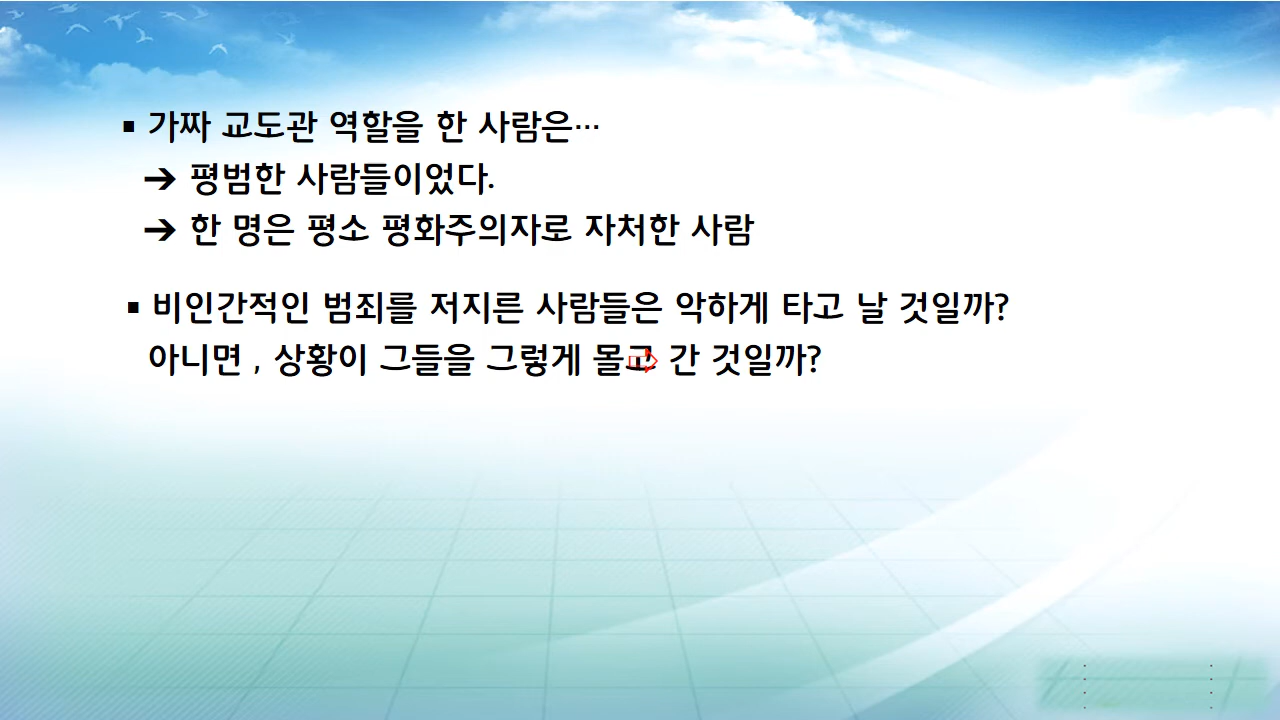 ▪ 가짜 교도관 역할을 한 사람은…
➔ 평범한 사람들이었다.
➔ 한 명은 평소 평화주의자로 자처한 사람
▪ 비인간적인 범죄를 저지른 사람들은 악하게 타고 날 것일까?
아니면 , 상황이 그들을 그렇게 몰고 간 것일까?